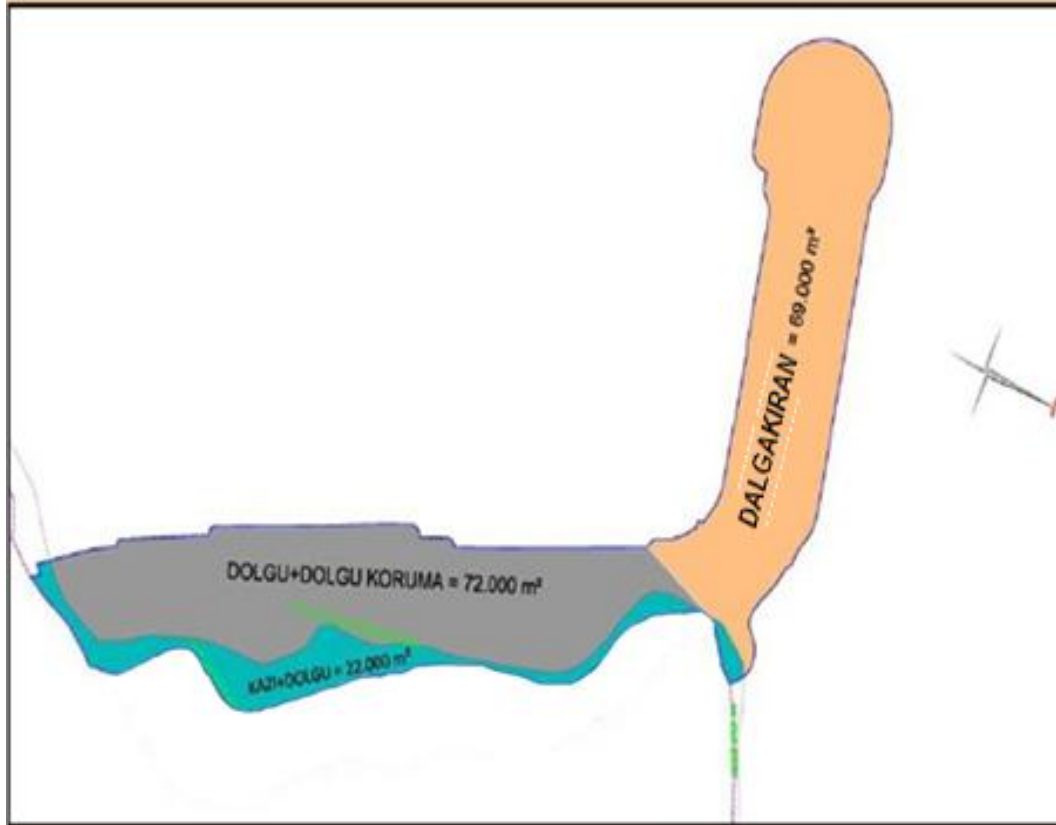 DALGAKIRAN = 69.000 m²
DOLGU+DOLGU KORUMA = 72.000 m²
KAZI+DOLGU = 22.000 m²